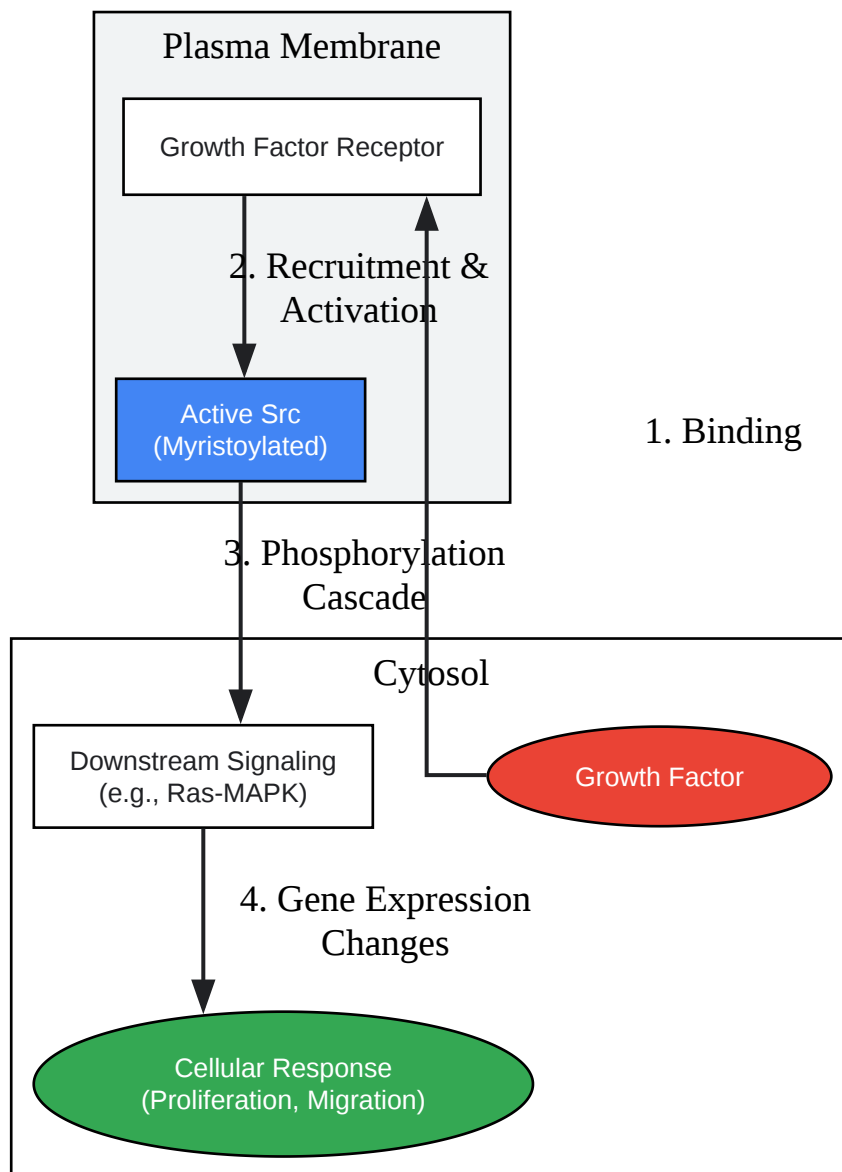 Plasma Membrane
Growth Factor Receptor
2. Recruitment &
Activation
Active Src
(Myristoylated)
1. Binding
3. Phosphorylation
Cascade
Cytosol
Downstream Signaling
(e.g., Ras-MAPK)
Growth Factor
4. Gene Expression
Changes
Cellular Response
(Proliferation, Migration)